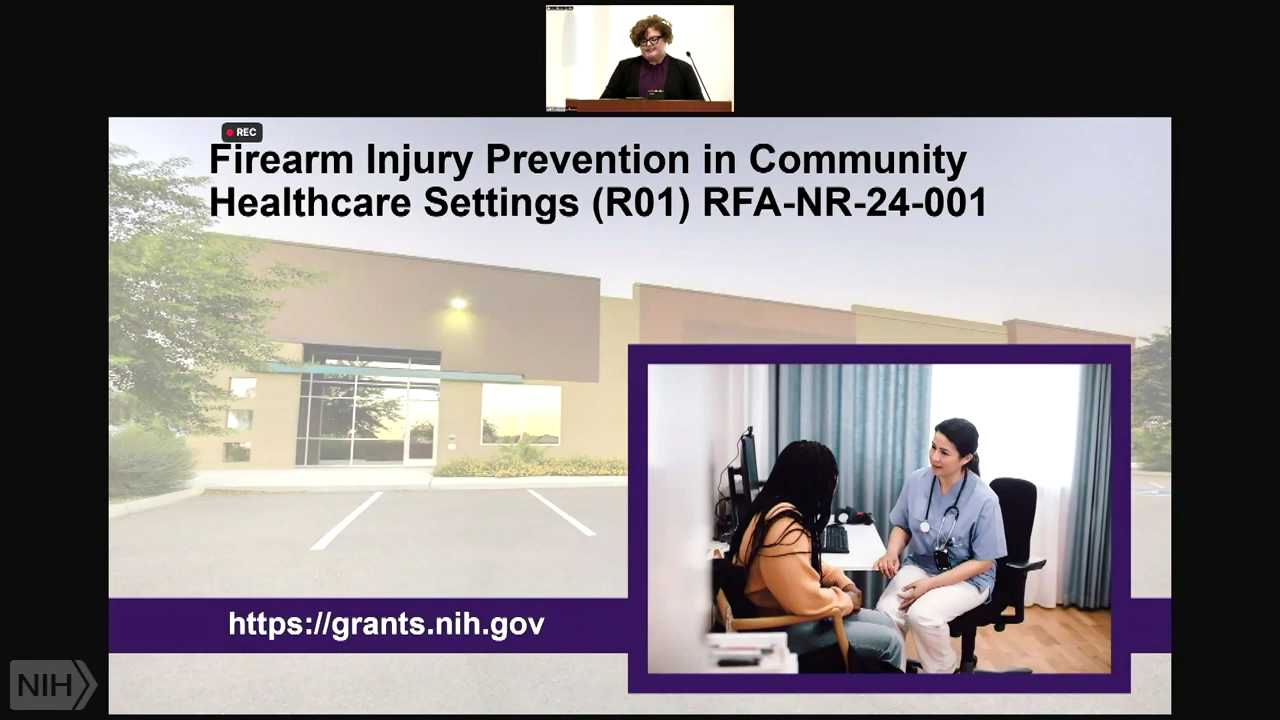 REC
Firearm Injury Prevention in Community
Healthcare Settings (R01) RFA-NR-24-001
https://grants.nih.gov
NIH